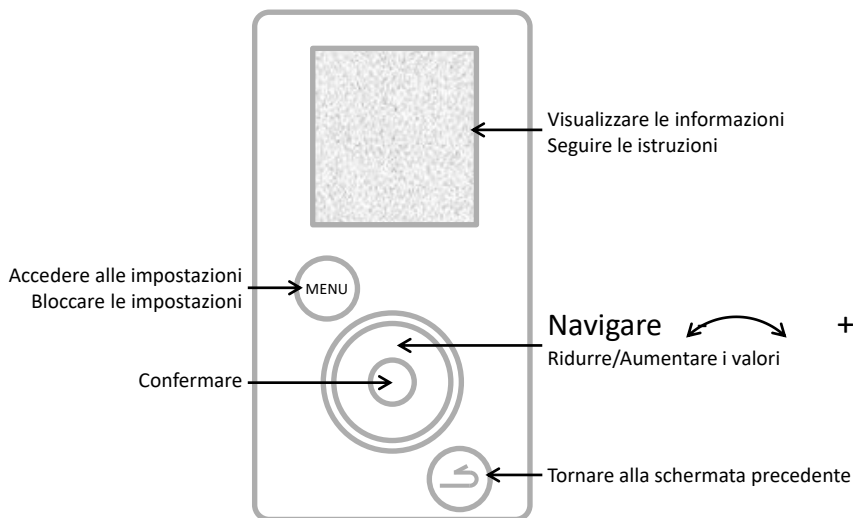 Visualizzare le informazioni
Seguire le istruzioni
Accedere alle impostazioni
Bloccare le impostazioni
MENU
Navigare - +
Ridurre/Aumentare i valori
Confermare
Tornare alla schermata precedente